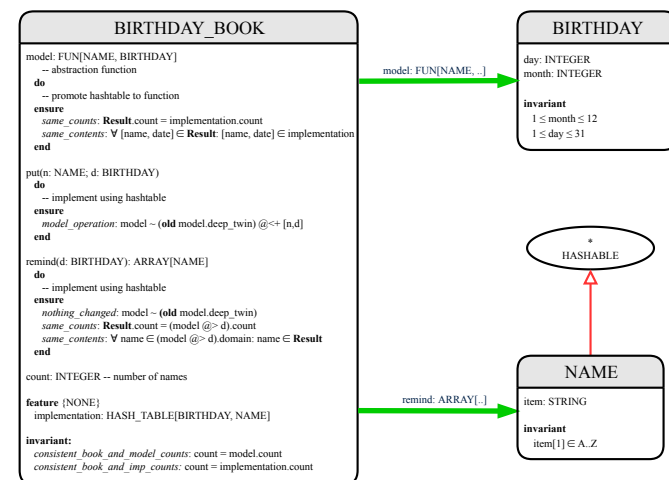 BIRTHDAY_BOOK
model: FUN[NAME, BIRTHDAY]
-- abstraction function
do
-- promote hashtable to function
ensure
same_counts: Result.count = implementation.count
same_contents: ∀ [name, date] ∈ Result: [name, date] ∈ implementation
end
put(n: NAME; d: BIRTHDAY)
do
-- implement using hashtable
ensure
model_operation: model ~ (old model.deep_twin) @<+ [n,d]
end
remind(d: BIRTHDAY): ARRAY[NAME]
do
-- implement using hashtable
ensure
nothing_changed: model ~ (old model.deep_twin)
same_counts: Result.count = (model @> d).count
same_contents: ∀ name ∈ (model @> d).domain: name ∈ Result
end
count: INTEGER -- number of names
feature {NONE}
implementation: HASH_TABLE[BIRTHDAY, NAME]
invariant:
consistent_book_and_model_counts: count = model.count
consistent_book_and_imp_counts: count = implementation.count
model: FUN[NAME, ..]
remind: ARRAY[..]
BIRTHDAY
day: INTEGER
month: INTEGER
invariant
1 ≤ month ≤ 12
1 ≤ day ≤ 31
*
HASHABLE
NAME
item: STRING
invariant
item[1] ∈ A..Z